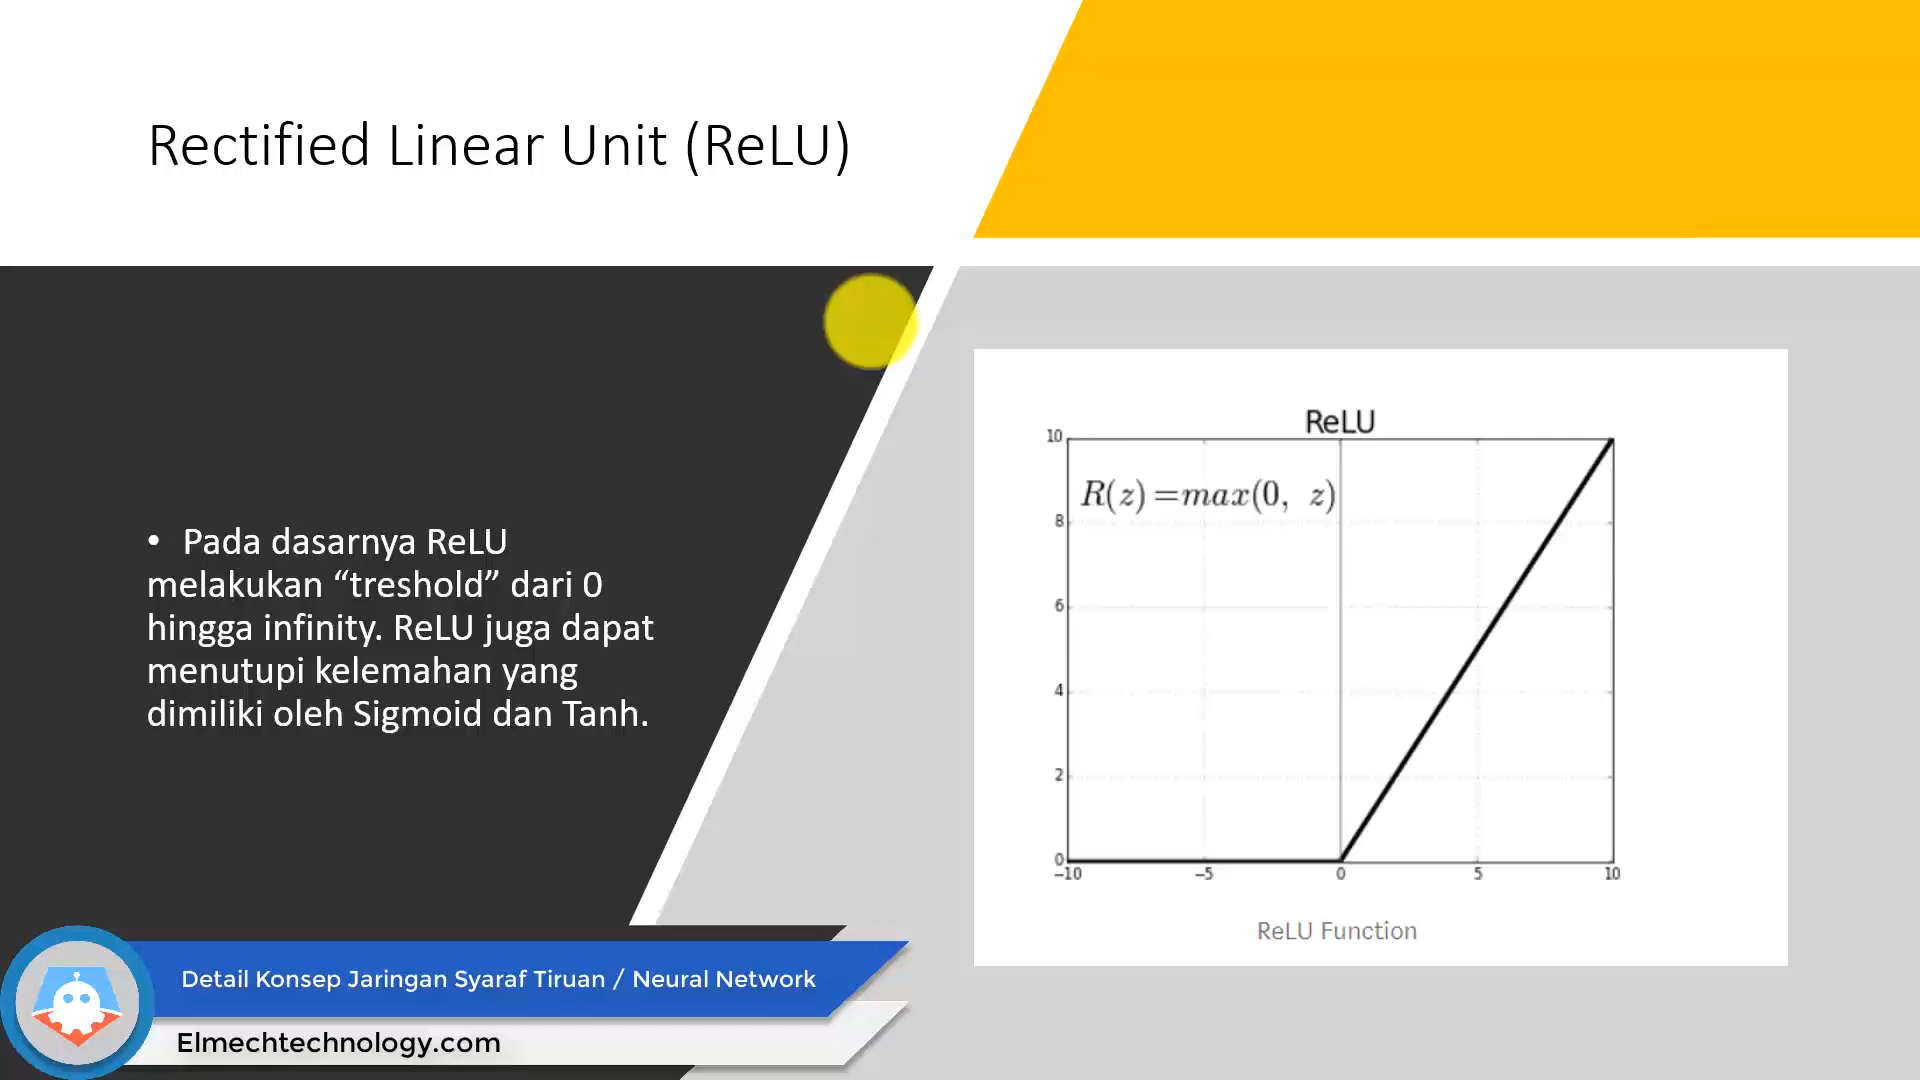 Rectified Linear Unit (ReLU)
• Pada dasarnya ReLU
melakukan “treshold” dari 0
hingga infinity. ReLU juga dapat
menutupi kelemahan yang
dimiliki oleh Sigmoid dan Tanh.
ReLU
R(z)=max(0, z)
10
8
6
4
2
0
−10 −5 0 5 10
ReLU Function
Detail Konsep Jaringan Syaraf Tiruan / Neural Network
Elmechtechnology.com